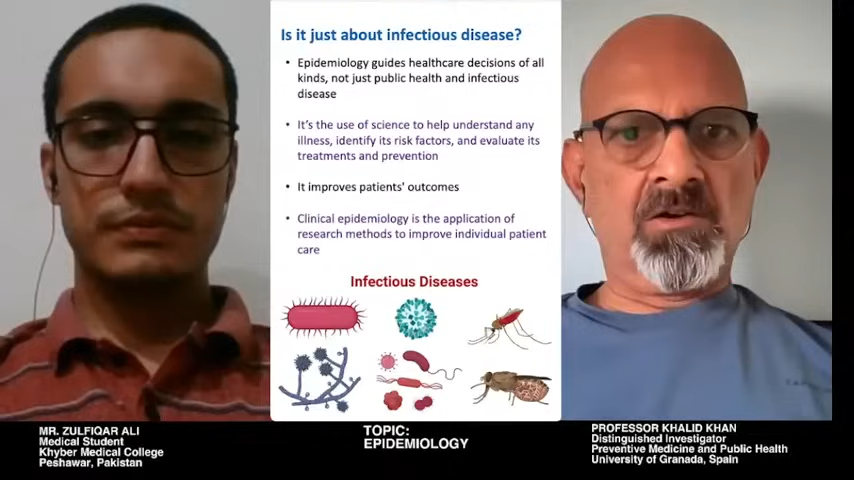 Is it just about infectious disease?
• Epidemiology guides healthcare decisions of all
kinds, not just public health and infectious
disease
• It's the use of science to help understand any
illness, identify its risk factors, and evaluate its
treatments and prevention
• It improves patients' outcomes
• Clinical epidemiology is the application of
research methods to improve individual patient
care
Infectious Diseases
MR. ZULFIQAR ALI
Medical Student
Khyber Medical College
Peshawar, Pakistan
TOPIC:
EPIDEMIOLOGY
PROFESSOR KHALID KHAN
Distinguished Investigator
Preventive Medicine and Public Health
University of Granada, Spain